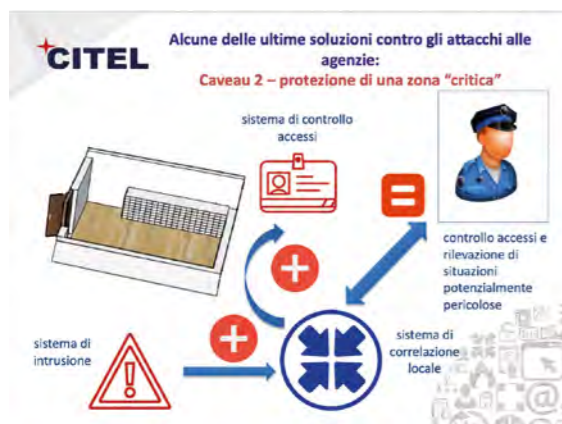 CITEL
Alcune delle ultime soluzioni contro gli attacchi alle
agenzie:
Caveau 2 – protezione di una zona "critica"
sistema di controllo
accessi
controllo accessi e
rilevazione di
situazioni
potenzialmente
pericolose
sistema di
intrusione
sistema di
correlazione
locale